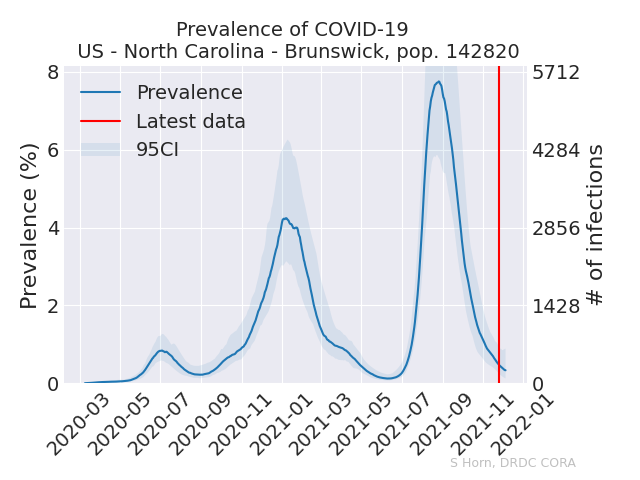 Prevalence of COVID-19
US - North Carolina - Brunswick, pop. 142820
Prevalence
Latest data
95CI
Prevalence (%)
8
6
4
2
0
# of infections
5712
4284
2856
1428
0
2020-03
2020-05
2020-07
2020-09
2020-11
2021-01
2021-03
2021-05
2021-07
2021-09
2021-11
2022-01
S Horn, DRDC CORA